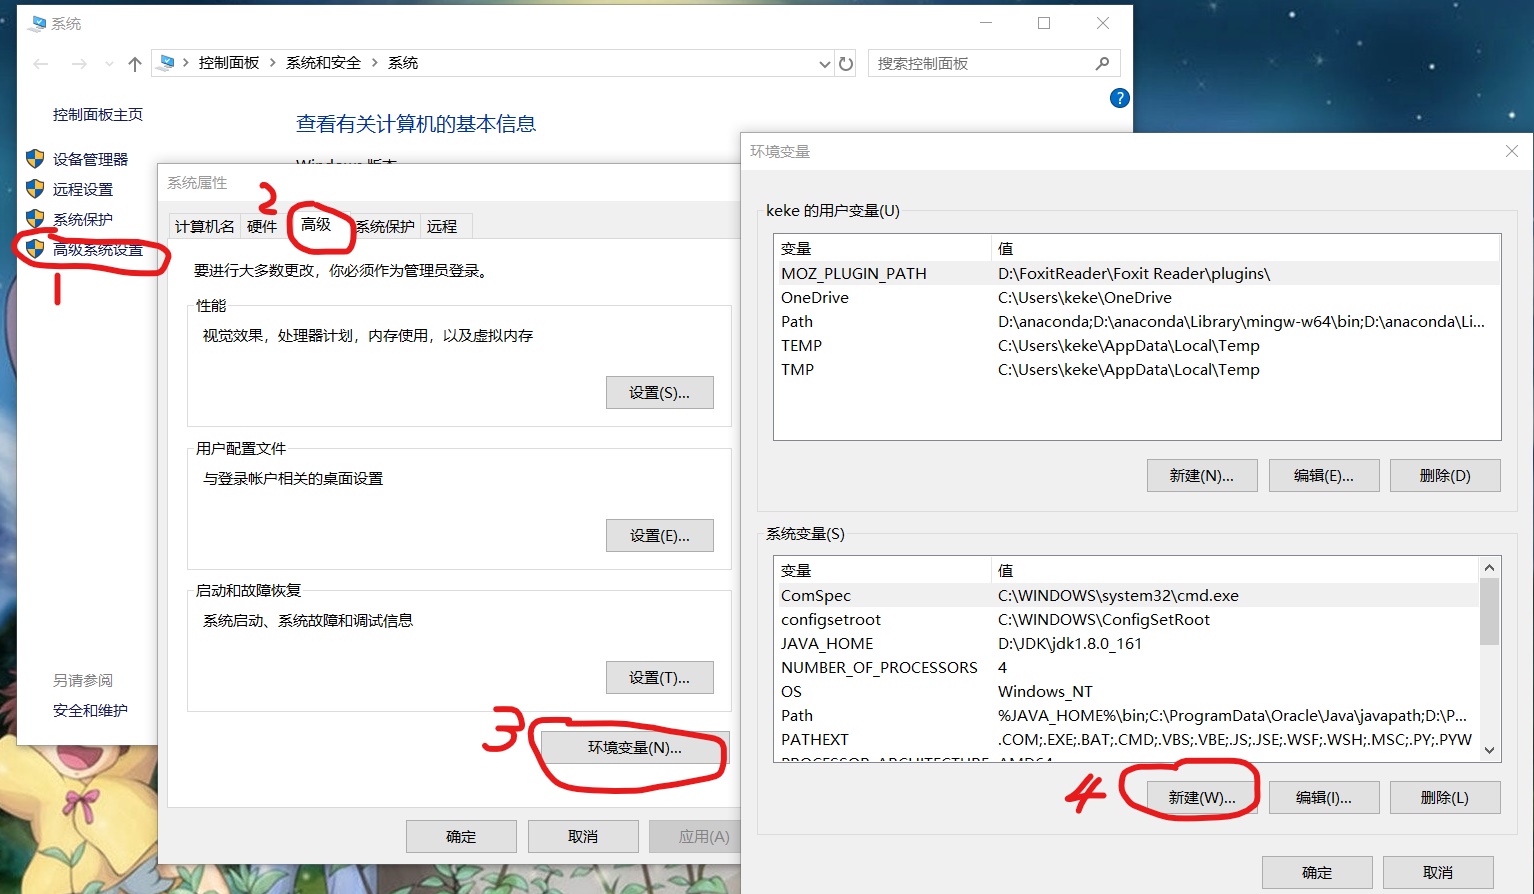 系统
控制面板 系统和安全 系统
搜索控制面板
?
控制面板主页
设备管理器
远程设置
系统保护
高级系统设置
1
另请参阅
安全和维护
查看有关计算机的基本信息
Windows 版本
系统属性
2
计算机名 硬件 高级 系统保护 远程
要进行大多数更改，你必须作为管理员登录。
性能
视觉效果，处理器计划，内存使用，以及虚拟内存
设置(S)...
用户配置文件
与登录帐户相关的桌面设置
设置(E)...
启动和故障恢复
系统启动、系统故障和调试信息
设置(T)...
3
环境变量(N)...
确定 取消 应用(A)
环境变量
keke 的用户变量(U)
变量 值
MOZ_PLUGIN_PATH D:\FoxitReader\Foxit Reader\plugins\
OneDrive C:\Users\keke\OneDrive
Path D:\anaconda;D:\anaconda\Library\mingw-w64\bin;D:\anaconda\Li...
TEMP C:\Users\keke\AppData\Local\Temp
TMP C:\Users\keke\AppData\Local\Temp
新建(N)... 编辑(E)... 删除(D)
系统变量(S)
变量 值
ComSpec C:\WINDOWS\system32\cmd.exe
configsetroot C:\WINDOWS\ConfigSetRoot
JAVA_HOME D:\JDK\jdk1.8.0_161
NUMBER_OF_PROCESSORS 4
OS Windows_NT
Path %JAVA_HOME%\bin;C:\ProgramData\Oracle\Java\javapath;D:\P...
PATHEXT .COM;.EXE;.BAT;.CMD;.VBS;.VBE;.JS;.JSE;.WSF;.WSH;.MSC;.PY;.PYW
PROCESSOR_ARCHITECTURE AMD64
4
新建(W)... 编辑(I)... 删除(L)
确定 取消